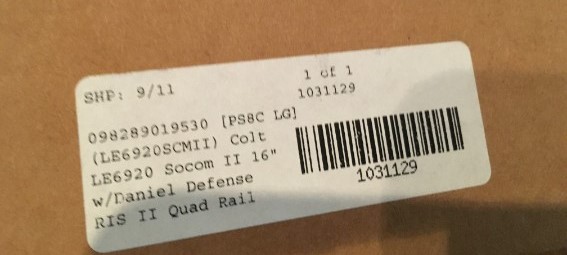 SHP: 9/11
1 of 1
1031129
098289019530 [PS8C LG]
(LE6920SCMII) Colt
LE6920 Socom II 16"
w/Daniel Defense
RIS II Quad Rail
1031129